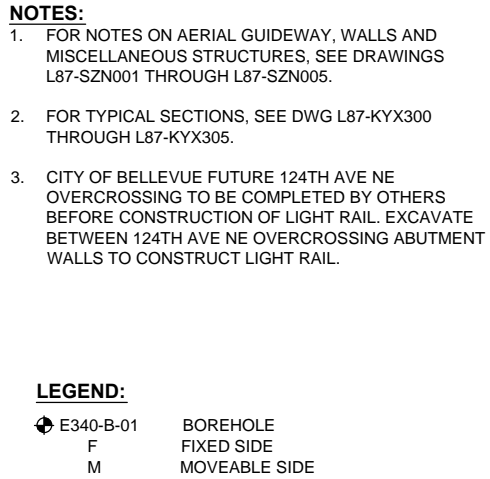 NOTES:
1. FOR NOTES ON AERIAL GUIDEWAY, WALLS AND
MISCELLANEOUS STRUCTURES, SEE DRAWINGS
L87-SZN001 THROUGH L87-SZN005.
2. FOR TYPICAL SECTIONS, SEE DWG L87-KYX300
THROUGH L87-KYX305.
3. CITY OF BELLEVUE FUTURE 124TH AVE NE
OVERCROSSING TO BE COMPLETED BY OTHERS
BEFORE CONSTRUCTION OF LIGHT RAIL. EXCAVATE
BETWEEN 124TH AVE NE OVERCROSSING ABUTMENT
WALLS TO CONSTRUCT LIGHT RAIL.
LEGEND:
E340-B-01 BOREHOLE
F FIXED SIDE
M MOVEABLE SIDE